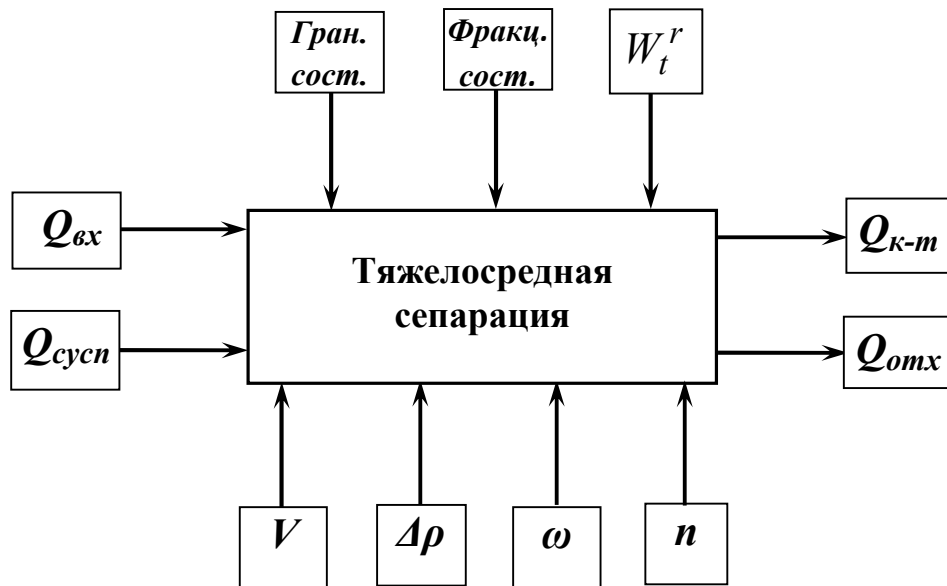 Гран.
сост.
Фракц.
сост.
W_t^r
Q_вх
Тяжелосредная
сепарация
Q_к-т
Q_сусп
Q_отх
V
Δρ
ω
n